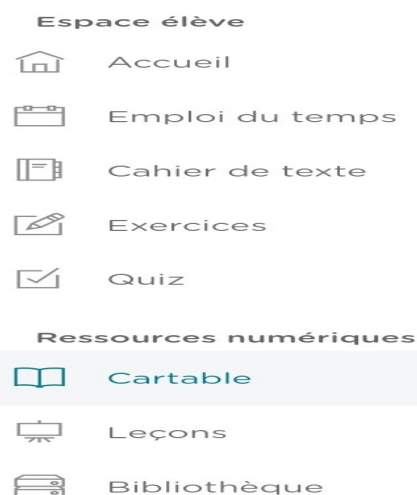 Espace élève
Accueil
Emploi du temps
Cahier de texte
Exercices
Quiz
Ressources numériques
Cartable
Leçons
Bibliothèque